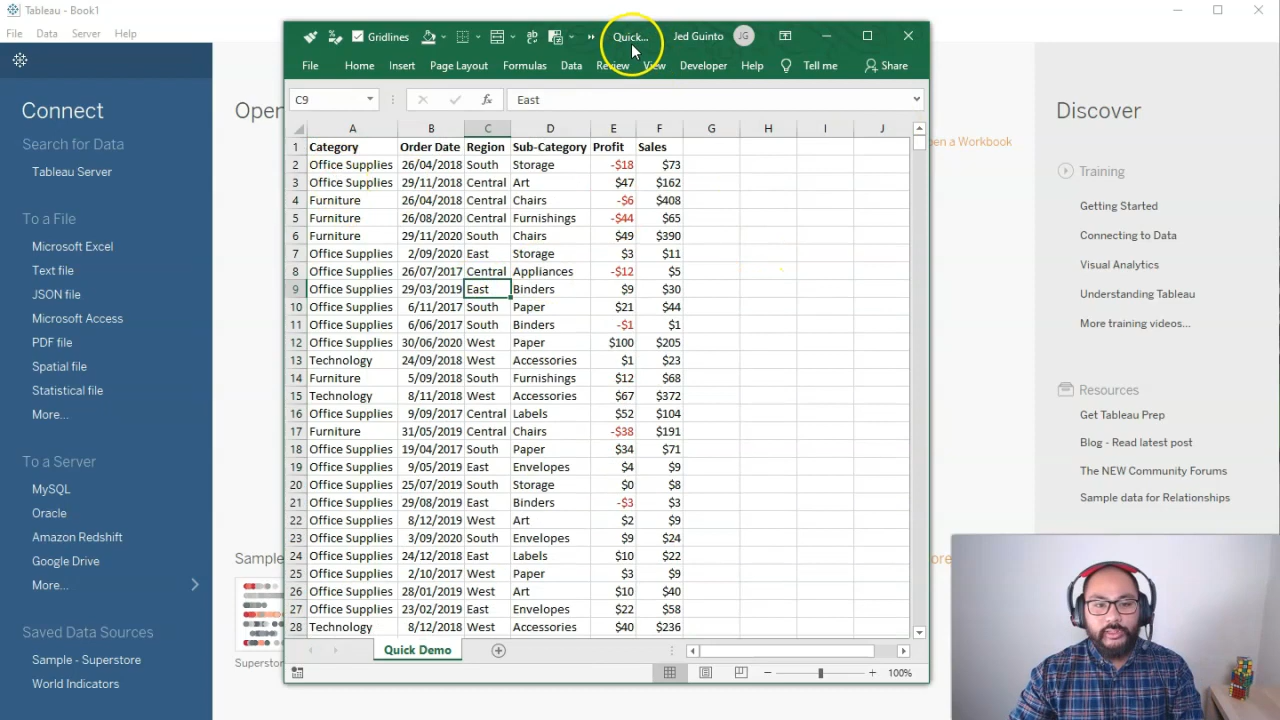 Tableau - Book1
File Data Server Help
Connect
Search for Data
Tableau Server
To a File
Microsoft Excel
Text file
JSON file
Microsoft Access
PDF file
Spatial file
Statistical file
More...
To a Server
MySQL
Oracle
Amazon Redshift
Google Drive
More...
Saved Data Sources
Sample - Superstore
World Indicators
Open
Gridlines Quick... Jed Guinto JG
File Home Insert Page Layout Formulas Data Review View Developer Help Tell me Share
C9 fx East
A B C D E F G H I J
1 Category Order Date Region Sub-Category Profit Sales
2 Office Supplies 26/04/2018 South Storage -$18 $73
3 Office Supplies 29/11/2018 Central Art $47 $162
4 Furniture 26/04/2018 Central Chairs -$6 $408
5 Furniture 26/08/2020 Central Furnishings -$44 $65
6 Furniture 29/11/2020 South Chairs $49 $390
7 Office Supplies 2/09/2020 East Storage $3 $11
8 Office Supplies 26/07/2017 Central Appliances -$12 $5
9 Office Supplies 29/03/2019 East Binders $9 $30
10 Office Supplies 6/11/2017 South Paper $21 $44
11 Office Supplies 6/06/2017 South Binders -$1 $1
12 Office Supplies 30/06/2020 West Paper $100 $205
13 Technology 24/09/2018 West Accessories $1 $23
14 Furniture 5/09/2018 South Furnishings $12 $68
15 Technology 8/11/2018 West Accessories $67 $372
16 Office Supplies 9/09/2017 Central Labels $52 $104
17 Furniture 31/05/2019 Central Chairs -$38 $191
18 Office Supplies 19/04/2017 South Paper $34 $71
19 Office Supplies 9/05/2019 East Envelopes $4 $9
20 Office Supplies 25/07/2019 South Storage $0 $8
21 Office Supplies 29/08/2019 East Binders -$3 $3
22 Office Supplies 8/12/2019 West Art $2 $9
23 Office Supplies 3/09/2020 South Envelopes $9 $24
24 Office Supplies 24/12/2018 East Labels $10 $22
25 Office Supplies 2/10/2017 West Paper $3 $9
26 Office Supplies 28/01/2019 West Art $10 $40
27 Office Supplies 23/02/2019 East Envelopes $22 $58
28 Technology 8/12/2018 West Accessories $40 $236
Quick Demo
100%
Sample
Superstore
en a Workbook
ore
Discover
Training
Getting Started
Connecting to Data
Visual Analytics
Understanding Tableau
More training videos...
Resources
Get Tableau Prep
Blog - Read latest post
The NEW Community Forums
Sample data for Relationships